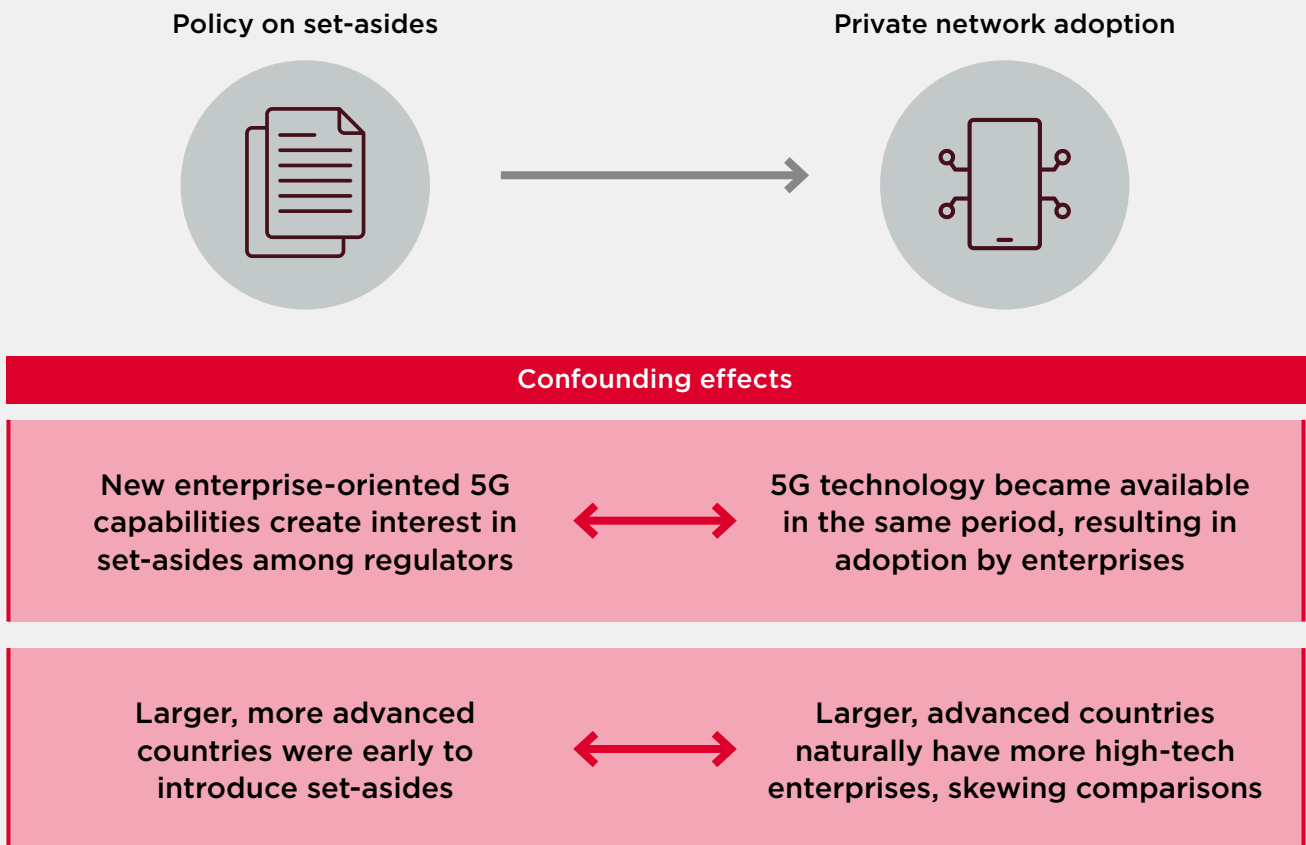 Policy on set-asides
Private network adoption
Confounding effects
New enterprise-oriented 5G
capabilities create interest in
set-asides among regulators
5G technology became available
in the same period, resulting in
adoption by enterprises
Larger, more advanced
countries were early to
introduce set-asides
Larger, advanced countries
naturally have more high-tech
enterprises, skewing comparisons